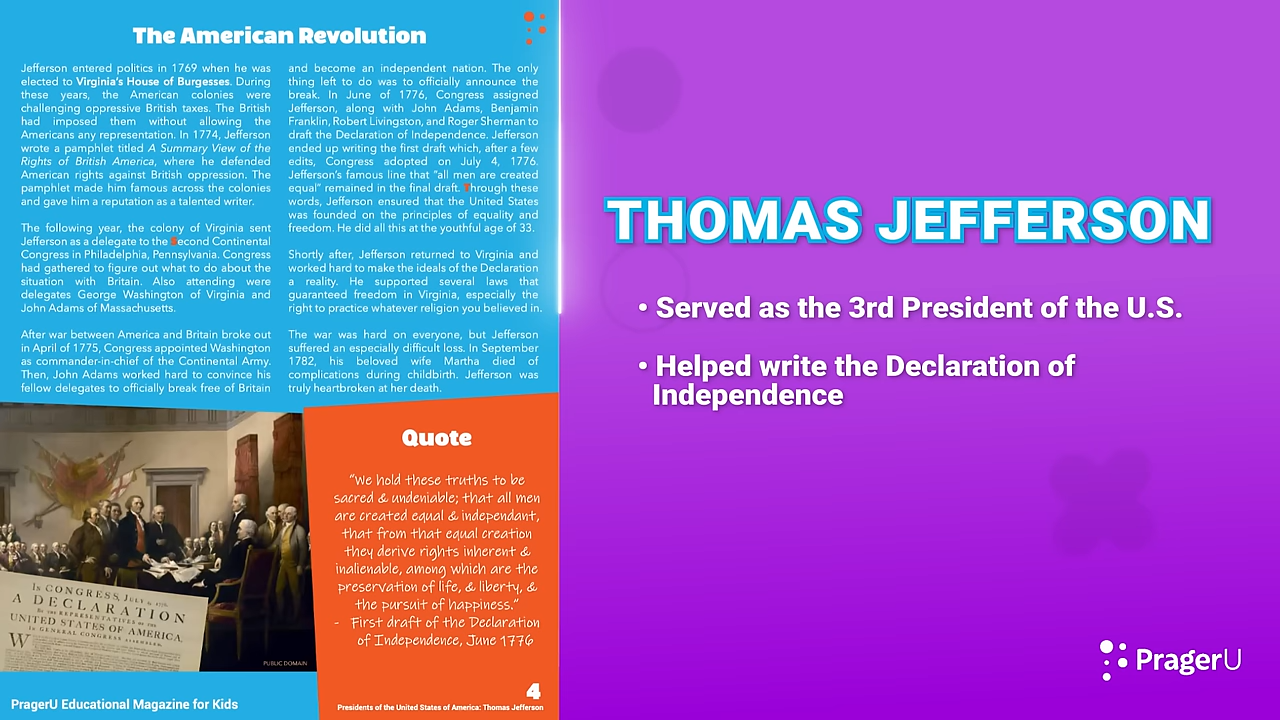 The American Revolution
Jefferson entered politics in 1769 when he was
elected to Virginia's House of Burgesses. During
these years, the American colonies were
challenging oppressive British taxes. The British
had imposed them without allowing the
Americans any representation. In 1774, Jefferson
wrote a pamphlet titled A Summary View of the
Rights of British America, where he defended
American rights against British oppression. The
pamphlet made him famous across the colonies
and gave him a reputation as a talented writer.
The following year, the colony of Virginia sent
Jefferson as a delegate to the Second Continental
Congress in Philadelphia, Pennsylvania. Congress
had gathered to figure out what to do about the
situation with Britain. Also attending were
delegates George Washington of Virginia and
John Adams of Massachusetts.
After war between America and Britain broke out
in April of 1775, Congress appointed Washington
as commander-in-chief of the Continental Army.
Then, John Adams worked hard to convince his
fellow delegates to officially break free of Britain
and become an independent nation. The only
thing left to do was to officially announce the
break. In June of 1776, Congress assigned
Jefferson, along with John Adams, Benjamin
Franklin, Robert Livingston, and Roger Sherman to
draft the Declaration of Independence. Jefferson
ended up writing the first draft which, after a few
edits, Congress adopted on July 4, 1776.
Jefferson's famous line that "all men are created
equal" remained in the final draft. Through these
words, Jefferson ensured that the United States
was founded on the principles of equality and
freedom. He did all this at the youthful age of 33.
Shortly after, Jefferson returned to Virginia and
worked hard to make the ideals of the Declaration
a reality. He supported several laws that
guaranteed freedom in Virginia, especially the
right to practice whatever religion you believed in.
The war was hard on everyone, but Jefferson
suffered an especially difficult loss. In September
1782, his beloved wife Martha died of
complications during childbirth. Jefferson was
truly heartbroken at her death.
IN CONGRESS, JULY 4, 1776.
A DECLARATION
BY THE REPRESENTATIVES OF THE
UNITED STATES OF AMERICA,
IN GENERAL CONGRESS ASSEMBLED.
PUBLIC DOMAIN
Quote
"We hold these truths to be
sacred & undeniable; that all men
are created equal & independant,
that from that equal creation
they derive rights inherent &
inalienable, among which are the
preservation of life, & liberty, &
the pursuit of happiness."
- First draft of the Declaration
of Independence, June 1776
4
PragerU Educational Magazine for Kids
Presidents of the United States of America: Thomas Jefferson
THOMAS JEFFERSON
• Served as the 3rd President of the U.S.
• Helped write the Declaration of
Independence
PragerU